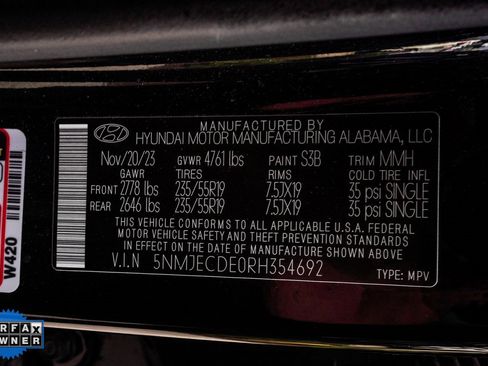 MANUFACTURED BY
HYUNDAI MOTOR MANUFACTURING ALABAMA, LLC
Nov/20/23 GVWR 4761 lbs PAINT S3B TRIM MMH
GAWR TIRES RIMS COLD TIRE INFL
FRONT 2778 lbs 235/55R19 7.5JX19 35 psi SINGLE
REAR 2646 lbs 235/55R19 7.5JX19 35 psi SINGLE
THIS VEHICLE CONFORMS TO ALL APPLICABLE U.S.A. FEDERAL
MOTOR VEHICLE SAFETY AND THEFT PREVENTION STANDARDS
IN EFFECT ON THE DATE OF MANUFACTURE SHOWN ABOVE
V.I.N 5NMJECDE0RH354692
TYPE: MPV
W420
RFAX
OWNER